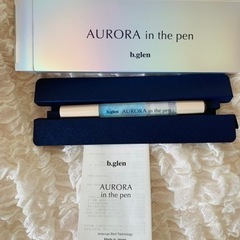 AURORA in the pen
b.glen
b.glen AURORA in the pen
b.glen
AURORA
in the pen
Made in Japan